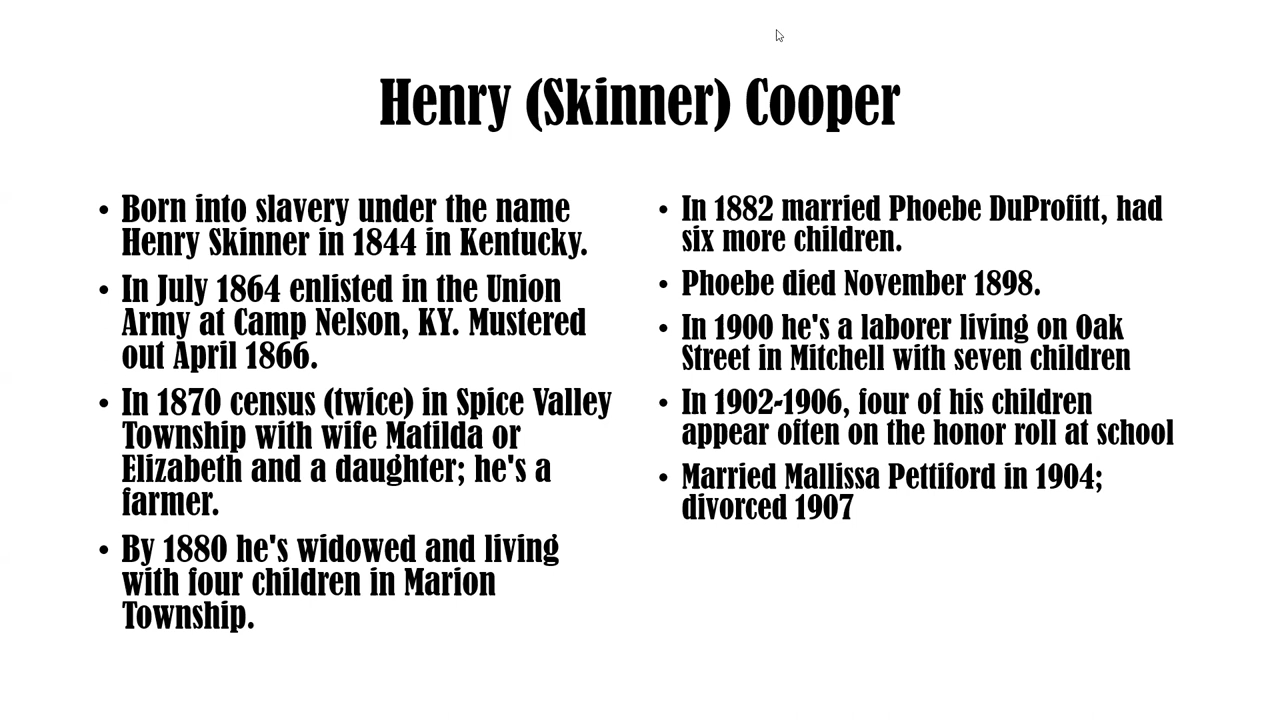 Henry (Skinner) Cooper
• Born into slavery under the name
Henry Skinner in 1844 in Kentucky.
• In July 1864 enlisted in the Union
Army at Camp Nelson, KY. Mustered
out April 1866.
• In 1870 census (twice) in Spice Valley
Township with wife Matilda or
Elizabeth and a daughter; he's a
farmer.
• By 1880 he's widowed and living
with four children in Marion
Township.
• In 1882 married Phoebe DuProfitt, had
six more children.
• Phoebe died November 1898.
• In 1900 he's a laborer living on Oak
Street in Mitchell with seven children
• In 1902-1906, four of his children
appear often on the honor roll at school
• Married Mallissa Pettiford in 1904;
divorced 1907